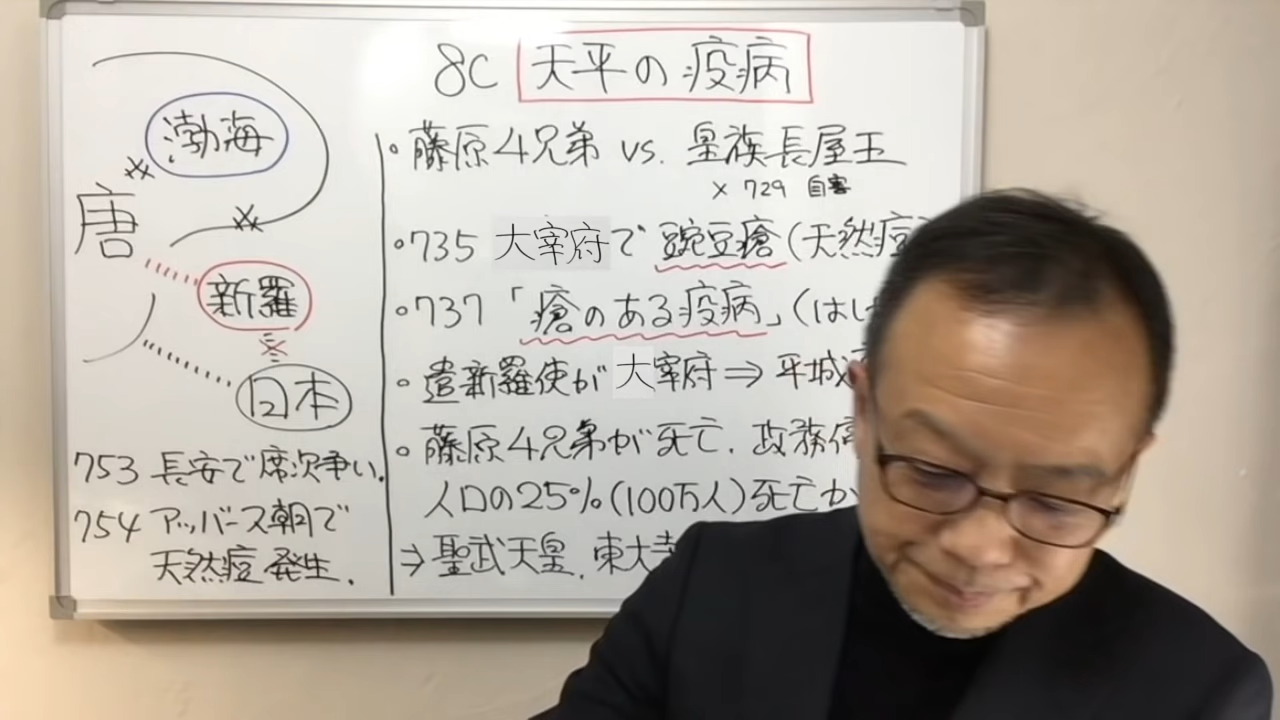 8C 天平の疫病
渤海
唐
新羅
日本
753 長安で席次争い.
754 アッバース朝で
天然痘発生.
・藤原4兄弟 vs. 皇族長屋王
× 729 自害
・735 大宰府で豌豆瘡(天然痘
・737 「瘡のある疫病」(はし
・遣新羅使が大宰府⇒平城
・藤原4兄弟が死亡. 政務停
人口の25%(100万人)死亡か
⇒聖武天皇. 東大寺